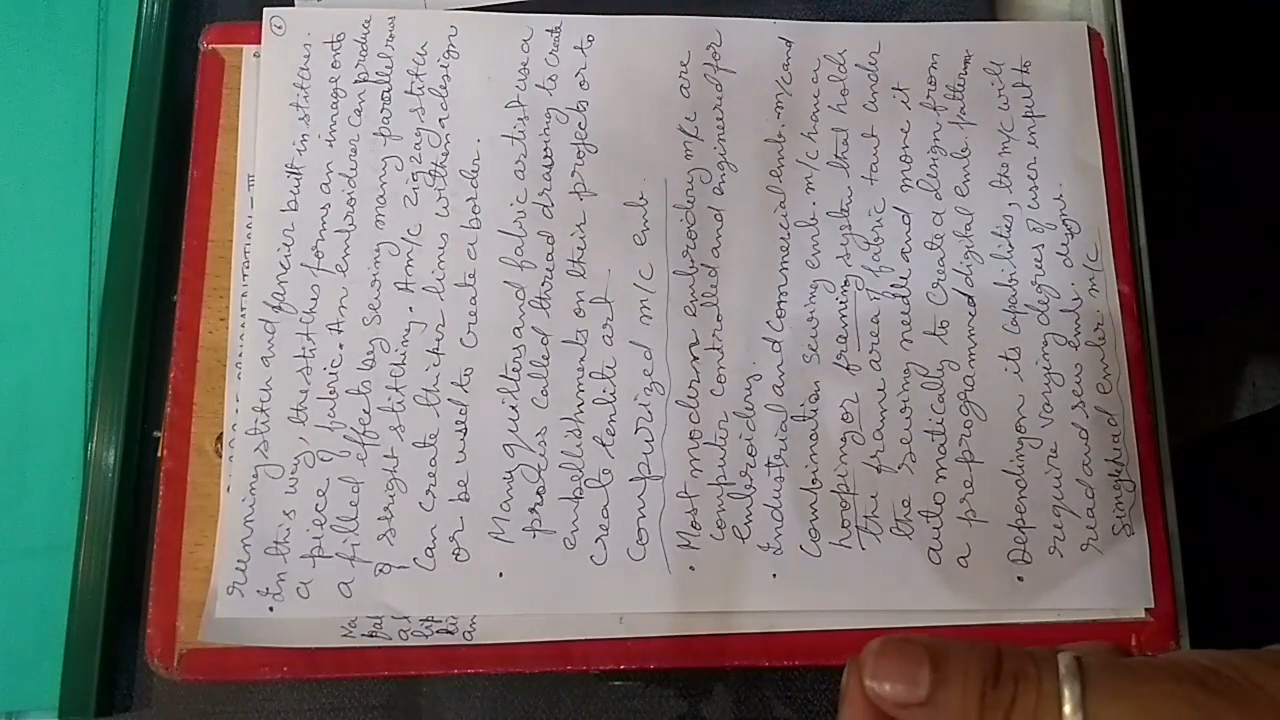 ①
running stitch and fancier built in stitches.
• In this way, the stitches forms an image onto
a piece of fabric. An embroiderer can produce
a filled effects by sewing many parallel rows
of straight stitching. A m/c zigzag stitch
can create thicker lines within a design
or be used to create a border.
• Many quilters and fabric artist use a
process called thread drawing to create
embellishments on their projects or to
create textile art.
Computerized m/c emb.
• Most modern embroidery m/c are
computer controlled and engineered for
embroidery.
• Industrial and commercial emb. m/c and
combination sewing emb. m/c have a
hooping or framing system that holds
the frame area of fabric taut under
the sewing needle and move it
automatically to create a design from
a preprogrammed digital emb. pattern
• Depending on its capabilities, the m/c will
require varying degrees of user input to
read and sew emb. designs.
Singlehead embr. m/c